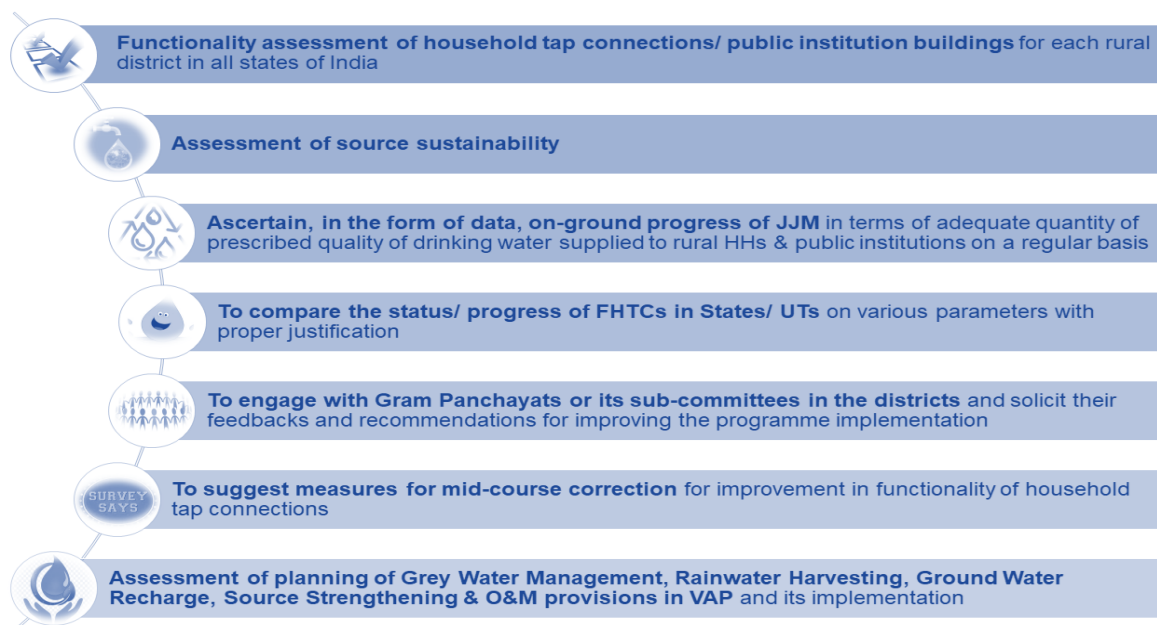 Functionality assessment of household tap connections/ public institution buildings for each rural
district in all states of India
Assessment of source sustainability
Ascertain, in the form of data, on-ground progress of JJM in terms of adequate quantity of
prescribed quality of drinking water supplied to rural HHs & public institutions on a regular basis
To compare the status/ progress of FHTCs in States/ UTs on various parameters with
proper justification
To engage with Gram Panchayats or its sub-committees in the districts and solicit their
feedbacks and recommendations for improving the programme implementation
SURVEY
SAYS
To suggest measures for mid-course correction for improvement in functionality of household
tap connections
Assessment of planning of Grey Water Management, Rainwater Harvesting, Ground Water
Recharge, Source Strengthening & O&M provisions in VAP and its implementation